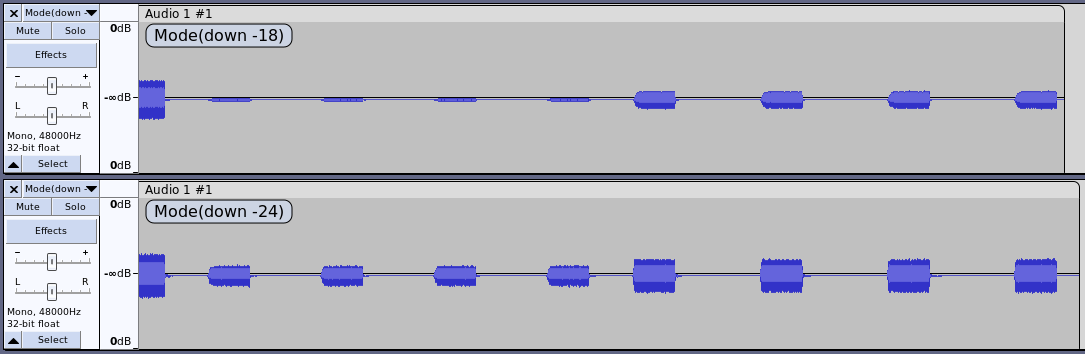 Mode(down - Audio 1 #1
Mute Solo 0dB Mode(down -18)
Effects
- +
-∞dB
L R
Mono, 48000Hz
32-bit float
Select 0dB
Mode(down - Audio 1 #1
Mute Solo 0dB Mode(down -24)
Effects
- +
-∞dB
L R
Mono, 48000Hz
32-bit float
Select 0dB